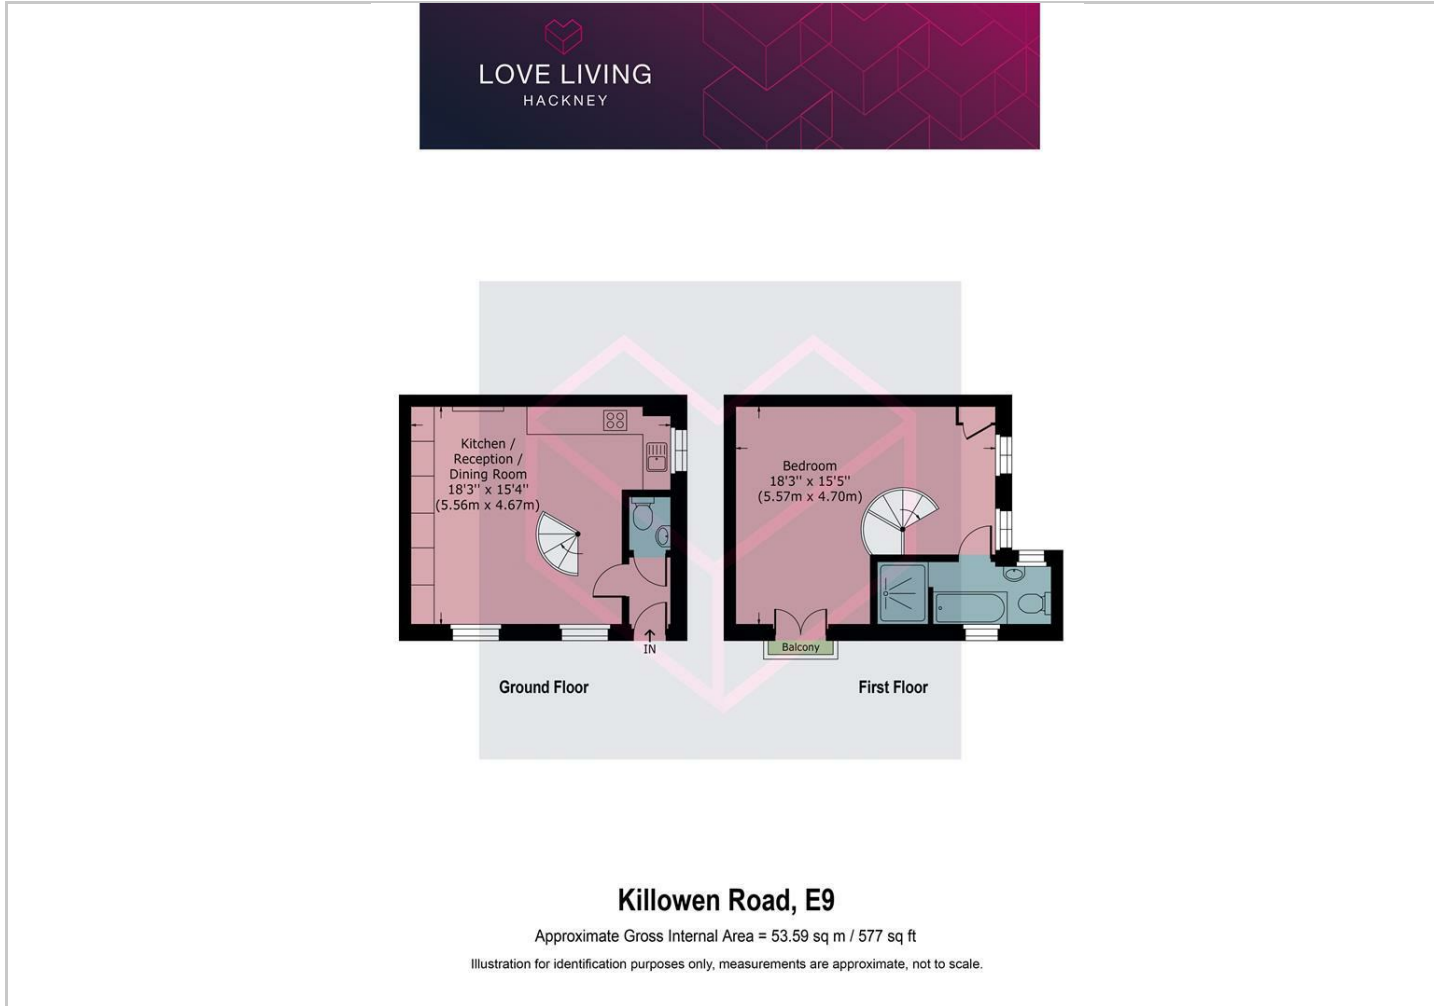 LOVE LIVING
HACKNEY
Kitchen /
Reception /
Dining Room
18'3" x 15'4"
(5.56m x 4.67m)
IN
Ground Floor
Bedroom
18'3" x 15'5"
(5.57m x 4.70m)
Balcony
First Floor
Killowen Road, E9
Approximate Gross Internal Area = 53.59 sq m / 577 sq ft
Illustration for identification purposes only, measurements are approximate, not to scale.